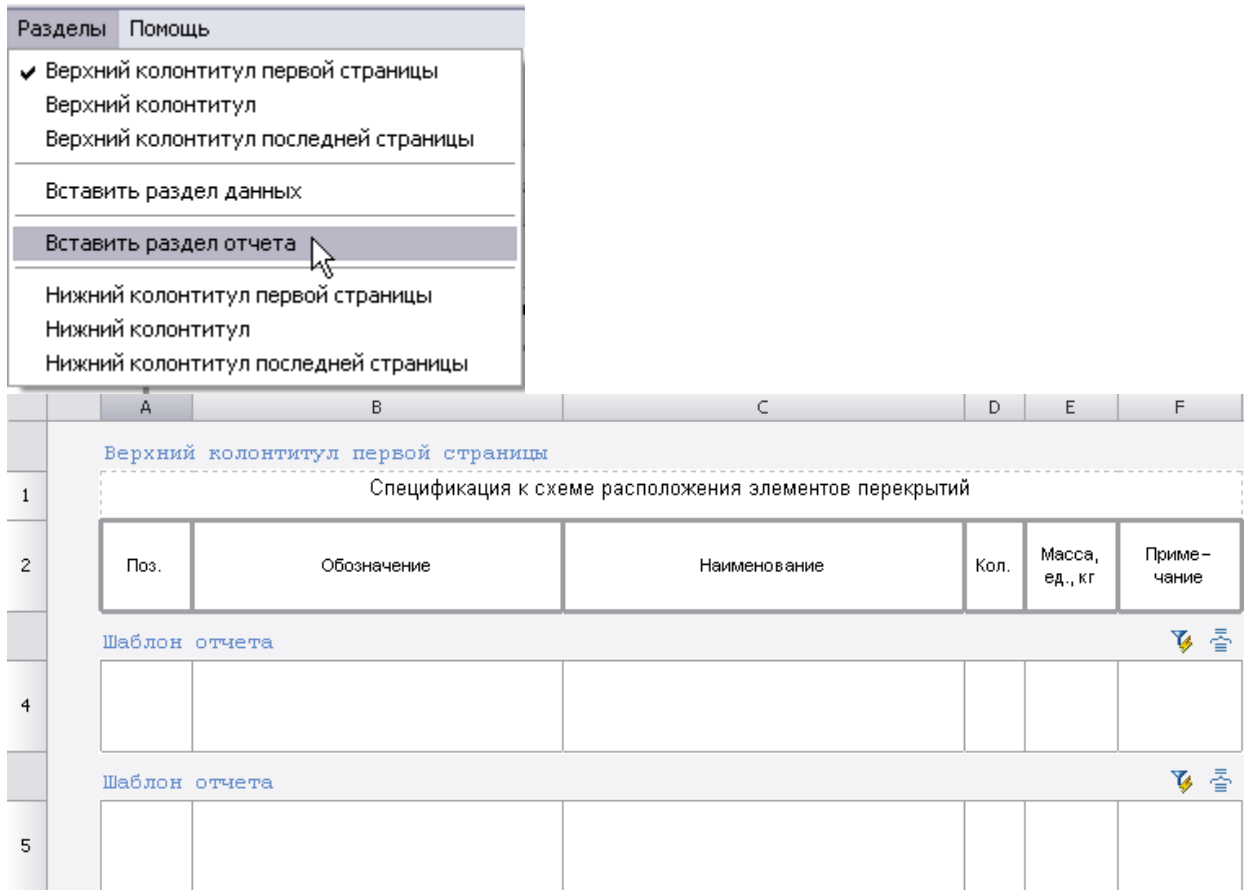 Разделы Помощь
Верхний колонтитул первой страницы
Верхний колонтитул
Верхний колонтитул последней страницы
Вставить раздел данных
Вставить раздел отчета
Нижний колонтитул первой страницы
Нижний колонтитул
Нижний колонтитул последней страницы
A B C D E F
Верхний колонтитул первой страницы
1 Спецификация к схеме расположения элементов перекрытий
2 Поз. Обозначение Наименование Кол. Масса, ед., кг Приме- чание
Шаблон отчета
4
Шаблон отчета
5